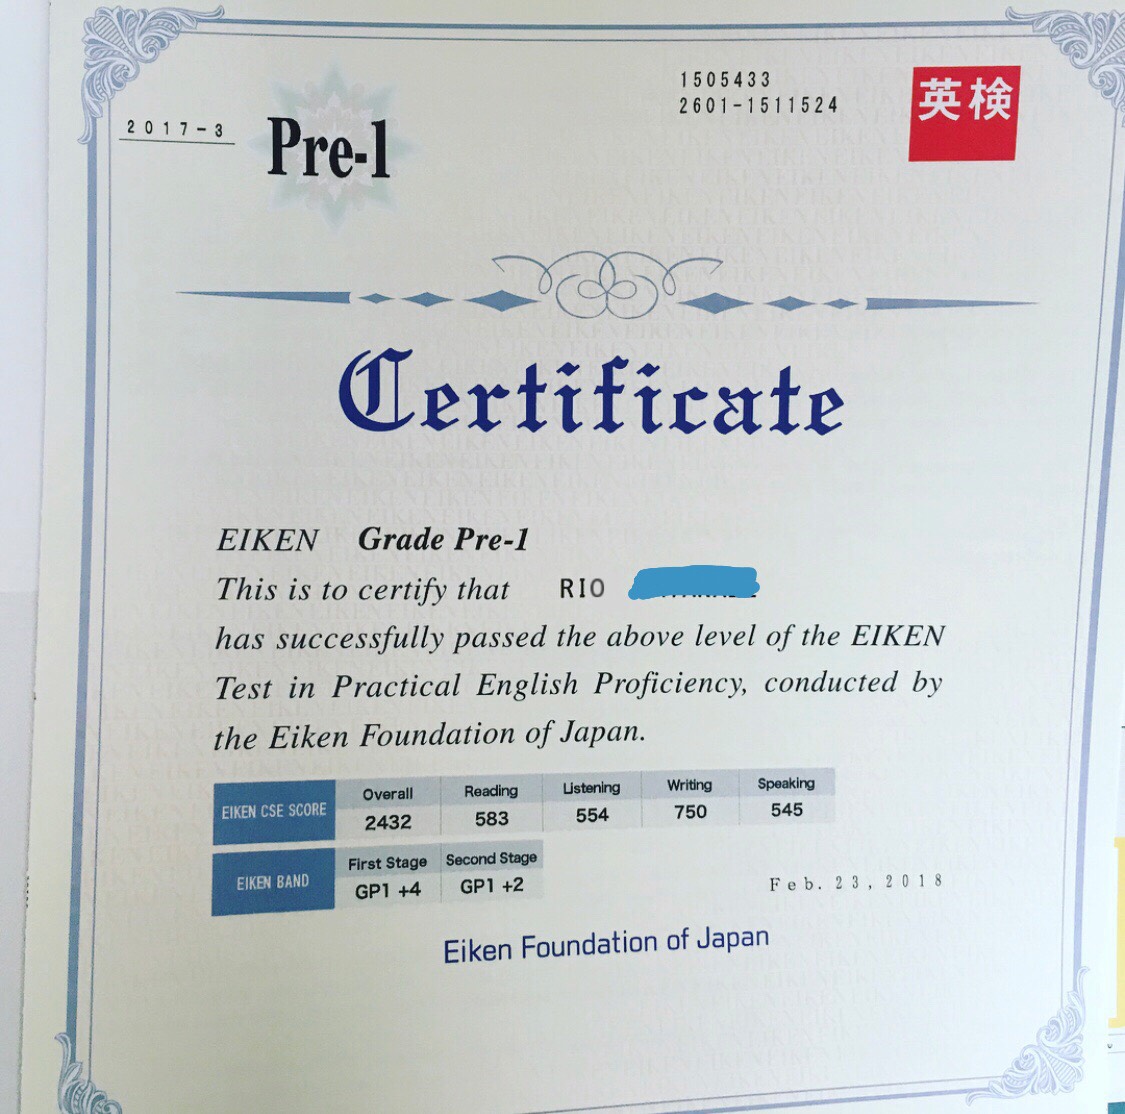 2017-3
Pre-1
1505433
2601-1511524
英検
Certificate
EIKEN Grade Pre-1
This is to certify that RIO
has successfully passed the above level of the EIKEN
Test in Practical English Proficiency, conducted by
the Eiken Foundation of Japan.
EIKEN CSE SCORE
Overall Reading Listening Writing Speaking
2432 583 554 750 545
EIKEN BAND
First Stage Second Stage
GP1 +4 GP1 +2
Feb. 23, 2018
Eiken Foundation of Japan